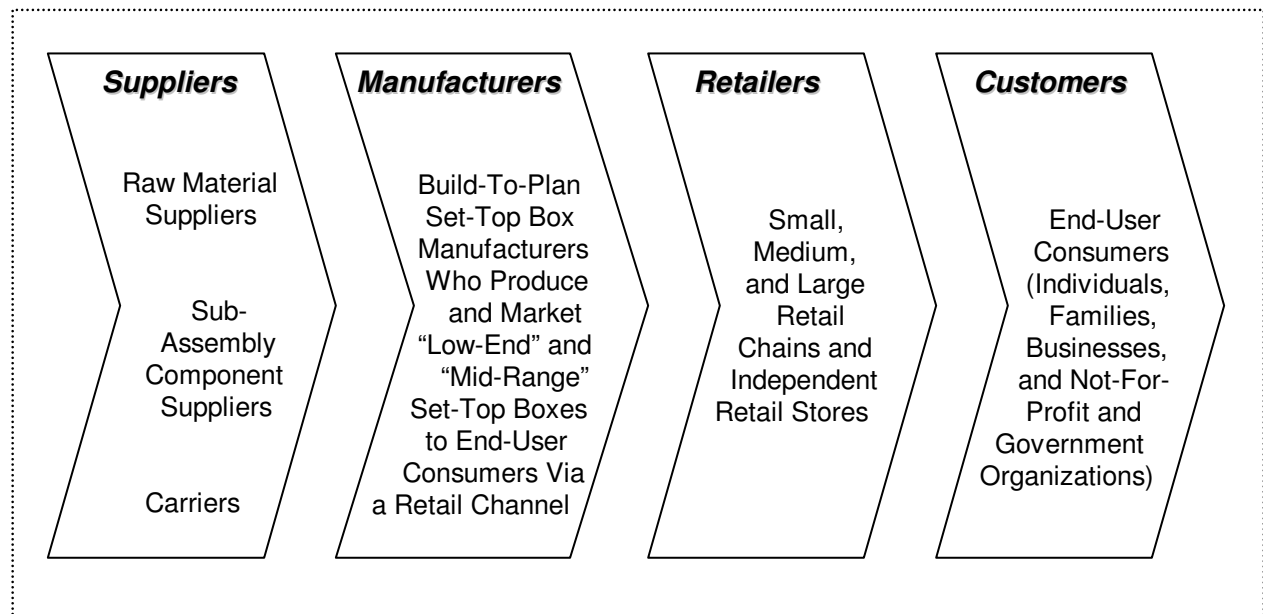 Suppliers
Raw Material
Suppliers
Sub-
Assembly
Component
Suppliers
Carriers
Manufacturers
Build-To-Plan
Set-Top Box
Manufacturers
Who Produce
and Market
“Low-End” and
“Mid-Range”
Set-Top Boxes
to End-User
Consumers Via
a Retail Channel
Retailers
Small,
Medium,
and Large
Retail
Chains and
Independent
Retail Stores
Customers
End-User
Consumers
(Individuals,
Families,
Businesses,
and Not-For-
Profit and
Government
Organizations)